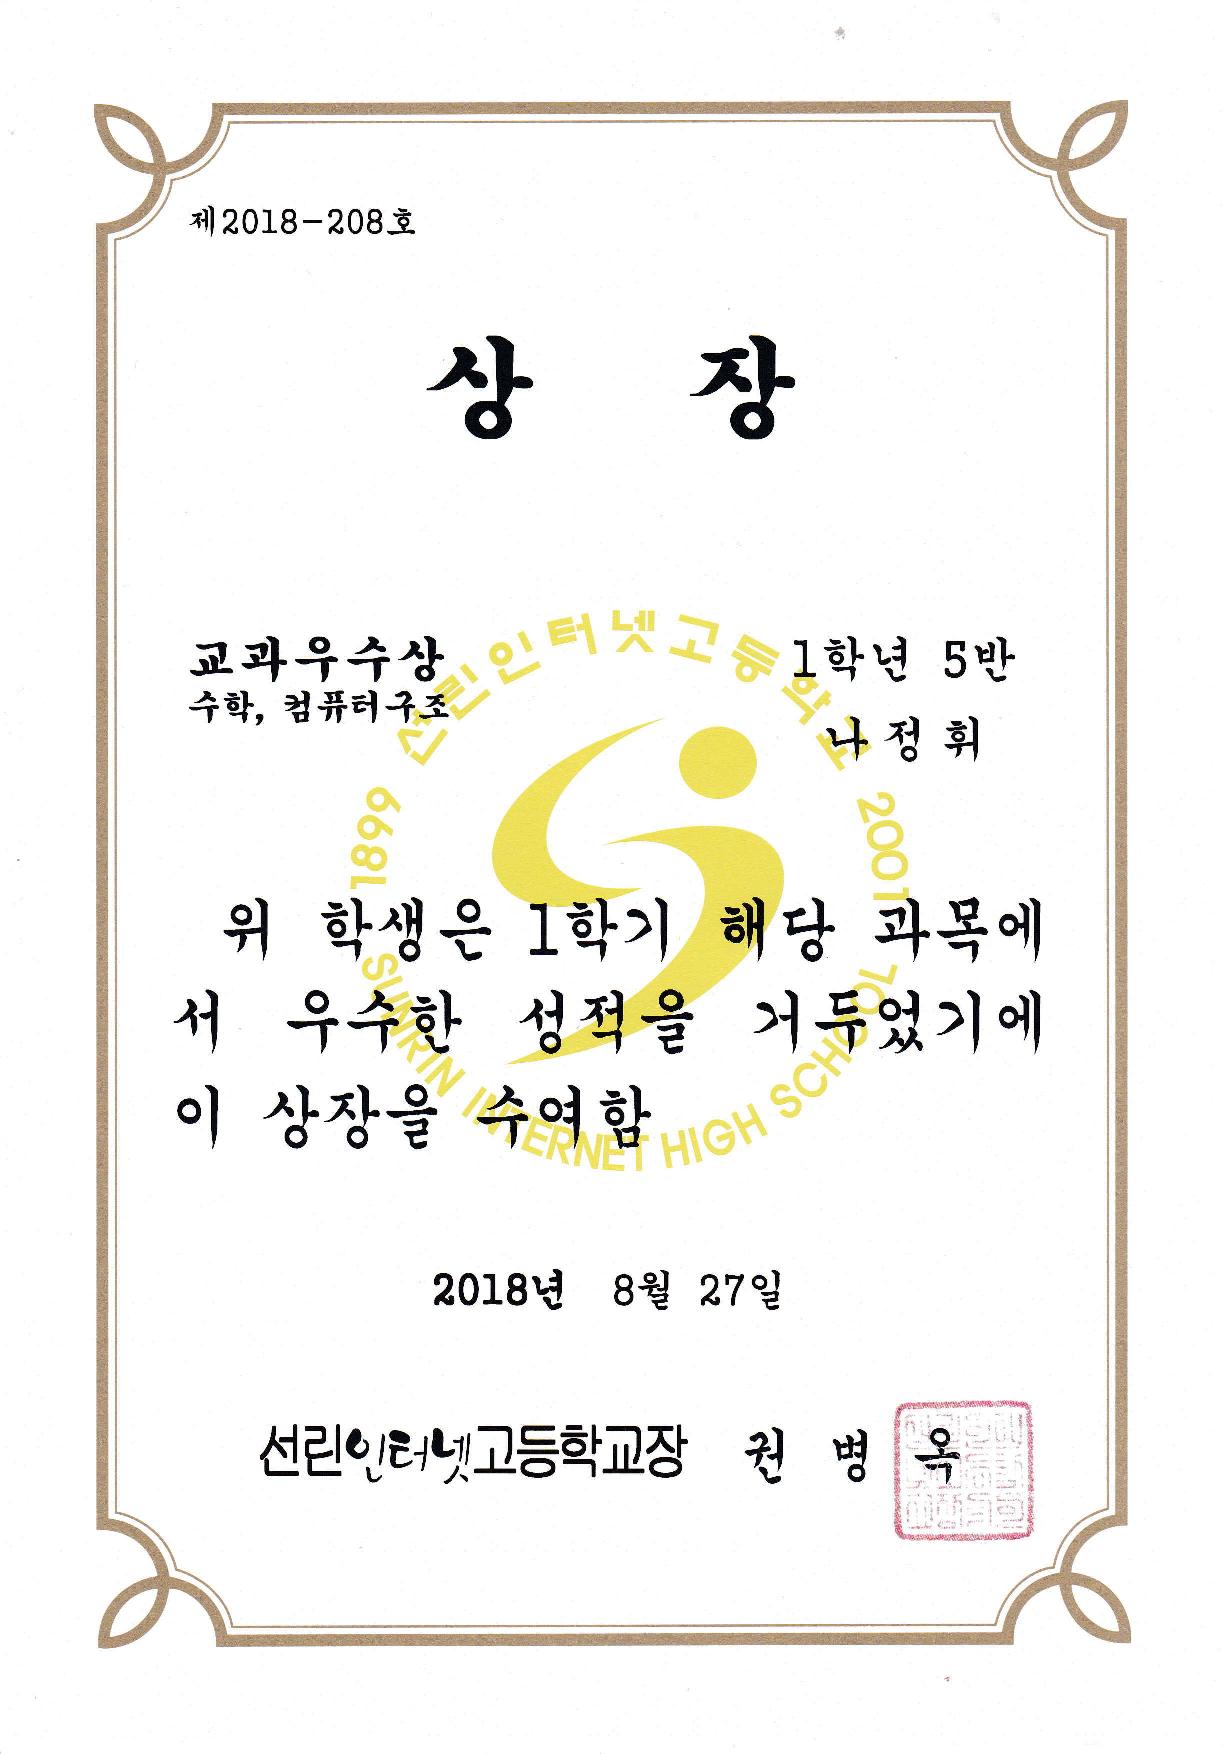 제2018-208호
상 장
교과우수상
수학, 컴퓨터구조
1학년 5반
나정휘
선린인터넷고등학교
1899
2001
SUNRIN INTERNET HIGH SCHOOL
위 학생은 1학기 해당 과목에
서 우수한 성적을 거두었기에
이 상장을 수여함
2018년 8월 27일
선린인터넷고등학교장 권 병 옥